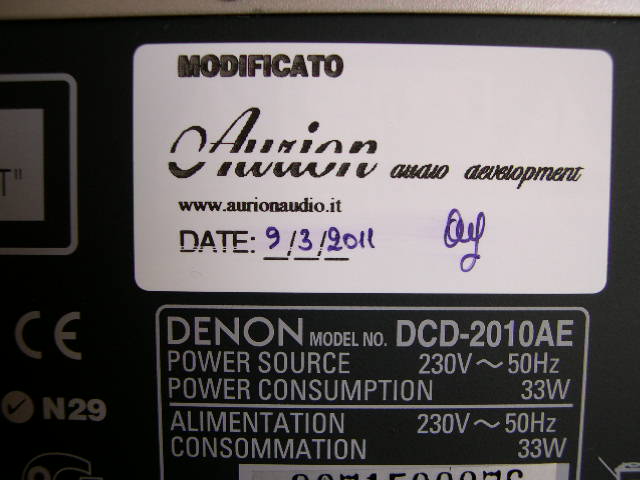 MODIFICATO
Aurion audio development
www.aurionaudio.it
DATE: 9/3/2011
T"
CE
N29
DENON MODEL NO. DCD-2010AE
POWER SOURCE 230V～50Hz
POWER CONSUMPTION 33W
ALIMENTATION 230V～50Hz
CONSOMMATION 33W